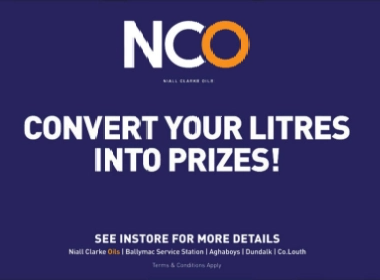 NCO
NIALL CLARKE OILS
CONVERT YOUR LITRES
INTO PRIZES!
SEE INSTORE FOR MORE DETAILS
Niall Clarke Oils | Ballymac Service Station | Aghaboys | Dundalk | Co.Louth
Terms & Conditions Apply